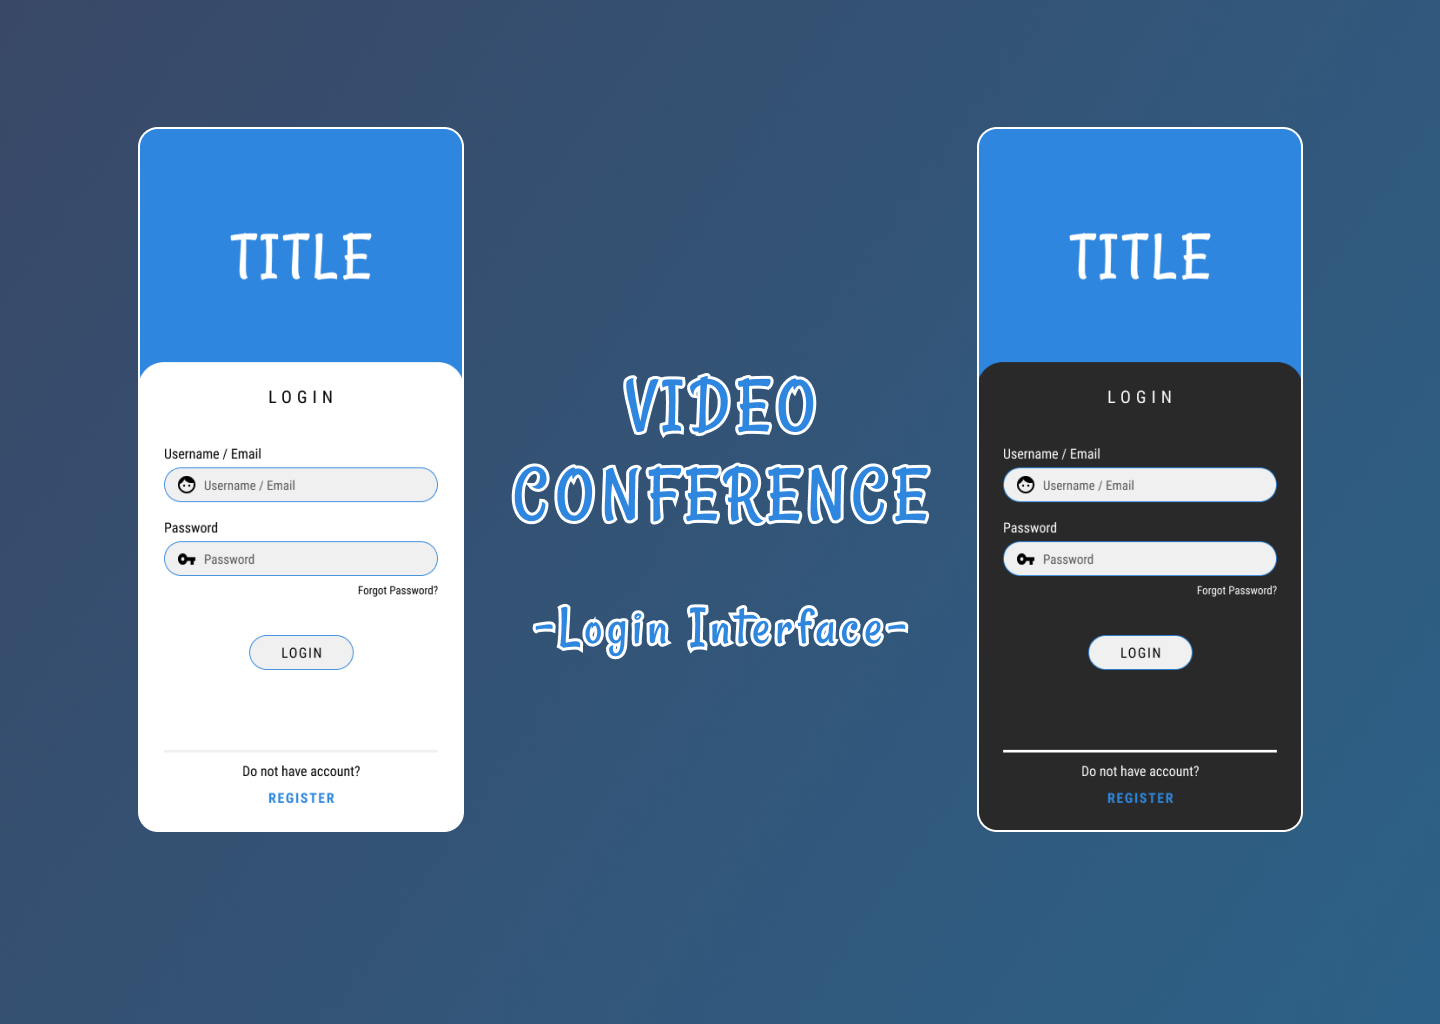 TITLE
LOGIN
Username / Email
Username / Email
Password
Password
Forgot Password?
LOGIN
Do not have account?
REGISTER
VIDEO
CONFERENCE
-Login Interface-
TITLE
LOGIN
Username / Email
Username / Email
Password
Password
Forgot Password?
LOGIN
Do not have account?
REGISTER